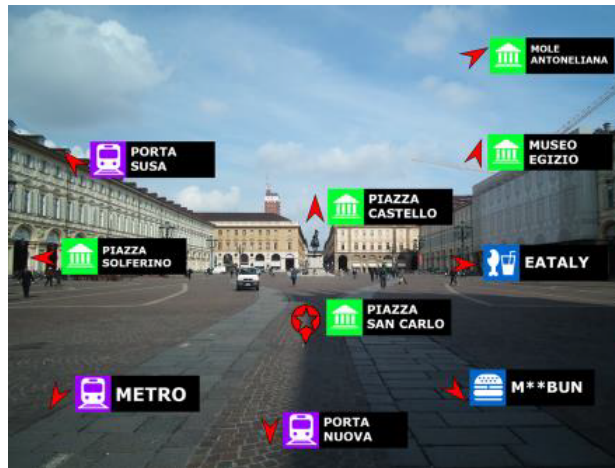 MOLE
ANTONELIANA
MUSEO
EGIZIO
PORTA
SUSA
PIAZZA
CASTELLO
PIAZZA
SOLFERINO
EATALY
PIAZZA
SAN CARLO
METRO
M**BUN
PORTA
NUOVA